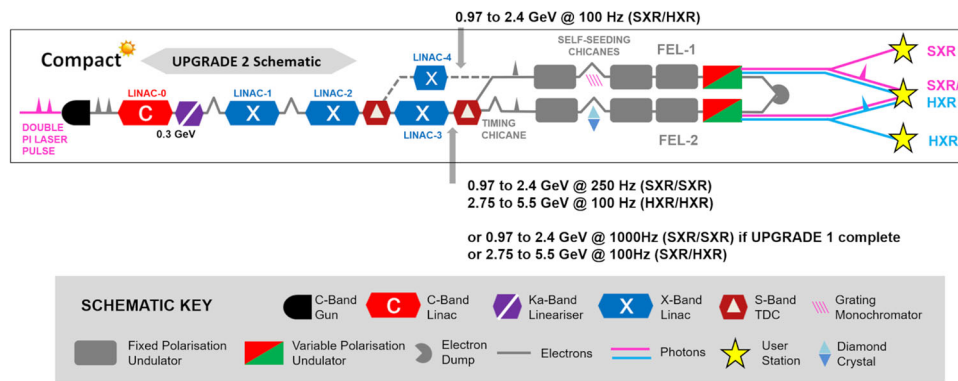 0.97 to 2.4 GeV @ 100 Hz (SXR/HXR)
Compact
UPGRADE 2 Schematic
LINAC-4
X
SELF-SEEDING
CHICANES
FEL-1
SXR
LINAC-0
LINAC-1
LINAC-2
C
X
X
X
SXR/
HXR
DOUBLE
PI LASER
PULSE
0.3 GeV
LINAC-3
TIMING
CHICANE
FEL-2
HXR
0.97 to 2.4 GeV @ 250 Hz (SXR/SXR)
2.75 to 5.5 GeV @ 100 Hz (HXR/HXR)
or 0.97 to 2.4 GeV @ 1000Hz (SXR/SXR) if UPGRADE 1 complete
or 2.75 to 5.5 GeV @ 100Hz (SXR/HXR)
SCHEMATIC KEY
C-Band
Gun
C
C-Band
Linac
Ka-Band
Lineariser
X
X-Band
Linac
S-Band
TDC
Grating
Monochromator
Fixed Polarisation
Undulator
Variable Polarisation
Undulator
Electron
Dump
Electrons
Photons
User
Station
Diamond
Crystal